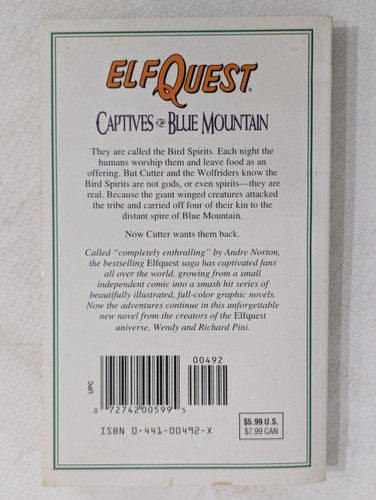 ELFQUEST®
CAPTIVES OF BLUE MOUNTAIN
They are called the Bird Spirits. Each night the
humans worship them and leave food as an
offering. But Cutter and the Wolfriders know the
Bird Spirits are not gods, or even spirits—they are
real. Because the giant winged creatures attacked
the tribe and carried off four of their kin to the
distant spire of Blue Mountain.
Now Cutter wants them back.
Called “completely enthralling” by Andre Norton,
the bestselling Elfquest saga has captivated fans
all over the world, growing from a small
independent comic into a smash hit series of
beautifully illustrated, full-color graphic novels.
Now the adventures continue in this unforgettable
new novel from the creators of the Elfquest
universe, Wendy and Richard Pini.
00492
UPC
0 7274200599 5
ISBN 0-441-00492-X
$5.99 U.S.
$7.99 CAN